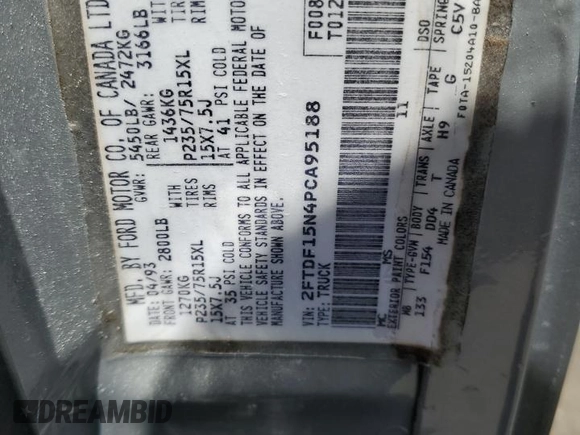 MFD. BY FORD MOTOR CO. OF CANADA LTD
04/93 GVWR: 5450LB/ 2472KG
FRONT GAWR: 2800LB REAR GAWR: 3166LB
1270KG WITH 1436KG WITH
P235/75R15XL TIRES P235/75R15XL TIRES
15X7.5J RIMS 15X7.5J RIMS
AT 35 PSI COLD AT 41 PSI COLD
THIS VEHICLE CONFORMS TO ALL APPLICABLE FEDERAL MOTOR
VEHICLE SAFETY STANDARDS IN EFFECT ON THE DATE OF
MANUFACTURE SHOWN ABOVE.
VIN: 2FTDF15N4PCA95188 F008
TYPE: TRUCK T012
11
MC MS
EXTERIOR PAINT COLORS DSO
WB TYPE-GVW BODY TRANS AXLE TAPE SPRING
133 F154 DD4 T H9 G C5V
MADE IN CANADA
F0TA-15204A10-BA
DREAMBID